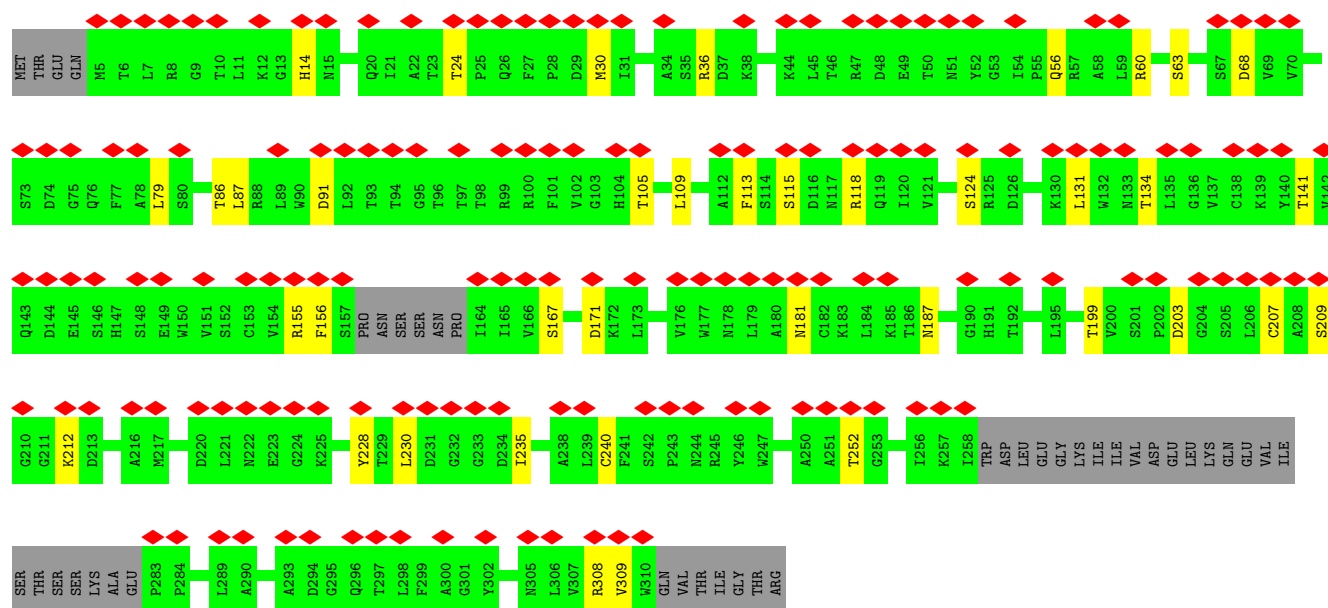 MET THR GLU GLN M5 T6 L7 R8 G9 T10 L11 K12 G13 H14 N15 Q20 I21 A22 T23 T24 P25 Q26 F27 P28 D29 M30 I31 A34 S35 R36 D37 K38 K44 L45 T46 R47 D48 E49 T50 N51 Y52 G53 I54 P55 Q56 R57 A58 L59 R60 S63 S67 D68 V69 V70
S73 D74 G75 Q76 F77 A78 L79 S80 T86 L87 R88 L89 W90 D91 L92 T93 T94 G95 T96 T97 T98 R99 R100 F101 V102 G103 H104 T105 L109 A112 F113 S114 S115 D116 N117 R118 Q119 I120 V121 S124 R125 D126 K130 L131 W132 N133 T134 L135 G136 V137 C138 K139 Y140 T141 V142
Q143 D144 E145 S146 H147 S148 E149 W150 V151 S152 C153 V154 R155 F156 S157 PRO ASN SER SER ASN PRO I164 I165 V166 S167 D171 K172 L173 V176 W177 N178 L179 A180 N181 C182 K183 L184 K185 T186 N187 G190 H191 T192 L195 T199 V200 S201 P202 D203 G204 S205 L206 C207 A208 S209
G210 G211 K212 D213 A216 M217 D220 L221 N222 E223 G224 K225 Y228 T229 L230 D231 G232 G233 D234 I235 A238 L239 C240 F241 S242 P243 N244 R245 Y246 W247 A250 A251 T252 G253 I256 K257 I258 TRP ASP LEU GLU GLY LYS ILE ILE VAL ASP GLU LEU LYS GLN GLU VAL ILE
SER THR SER SER LYS ALA GLU P283 P284 L289 A290 A293 D294 G295 Q296 T297 L298 F299 A300 G301 Y302 N305 L306 V307 R308 V309 W310 GLN VAL THR ILE GLY THR ARG